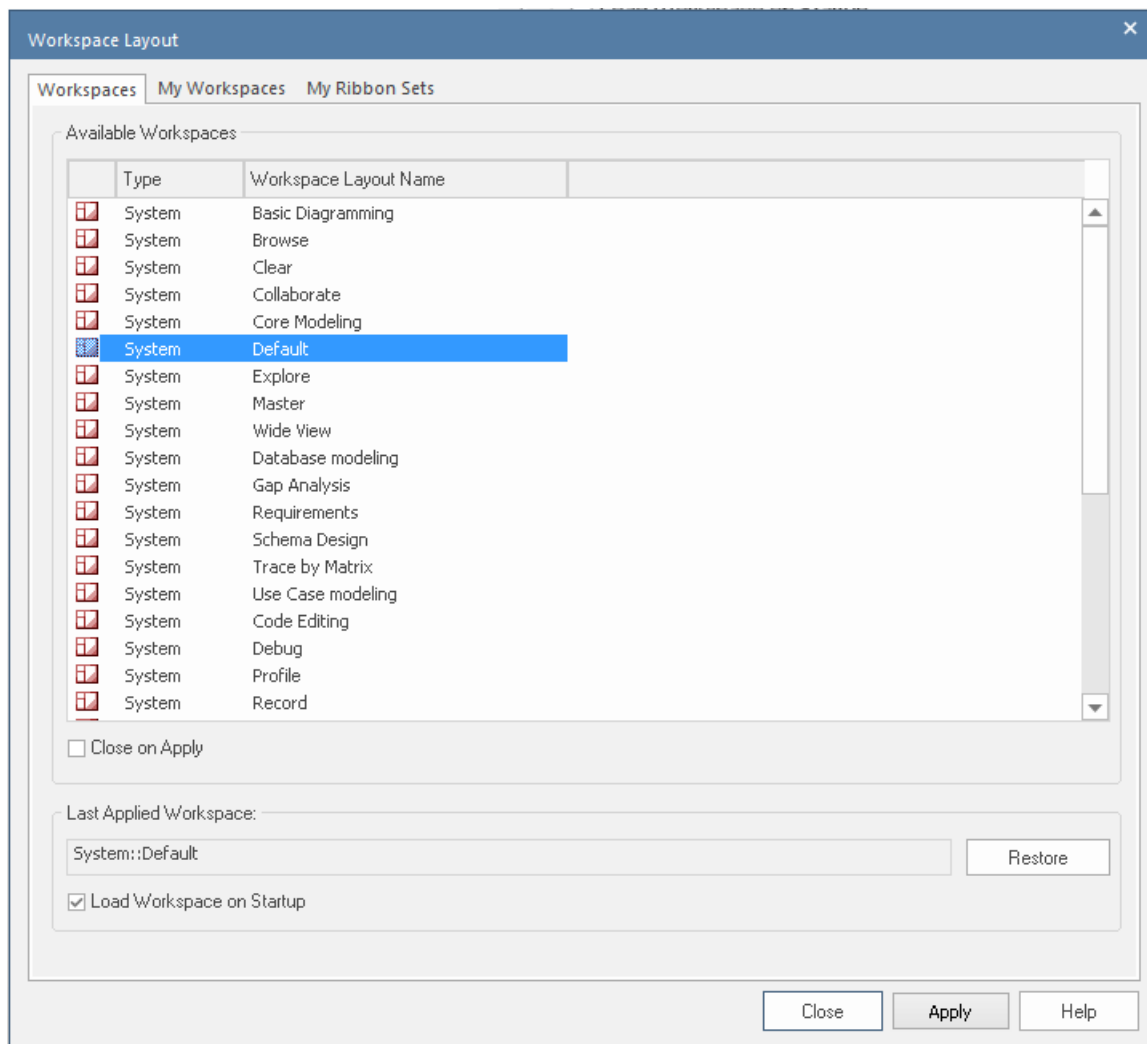 Workspace Layout
Workspaces My Workspaces My Ribbon Sets
Available Workspaces
Type Workspace Layout Name
System Basic Diagramming
System Browse
System Clear
System Collaborate
System Core Modeling
System Default
System Explore
System Master
System Wide View
System Database modeling
System Gap Analysis
System Requirements
System Schema Design
System Trace by Matrix
System Use Case modeling
System Code Editing
System Debug
System Profile
System Record
Close on Apply
Last Applied Workspace:
System::Default
Restore
Load Workspace on Startup
Close Apply Help